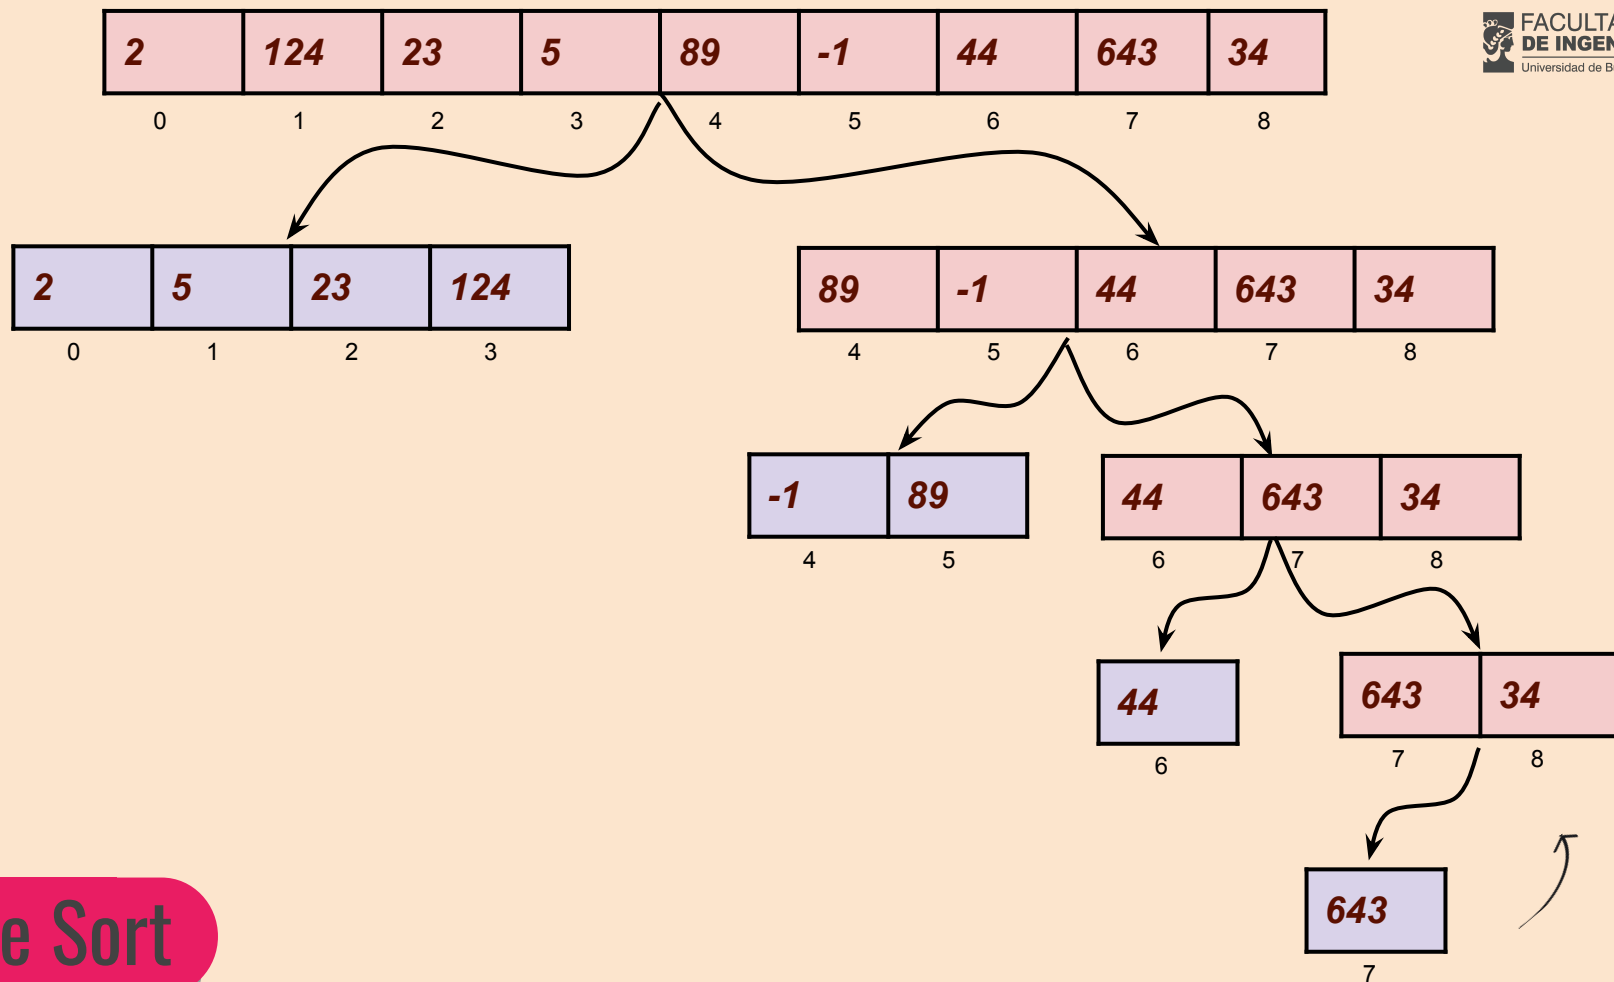 2 124 23 5 89 -1 44 643 34
0 1 2 3 4 5 6 7 8
FACULTA
DE INGEN
Universidad de B
2 5 23 124
0 1 2 3
89 -1 44 643 34
4 5 6 7 8
-1 89
4 5
44 643 34
6 7 8
44
6
643 34
7 8
643
7
e Sort